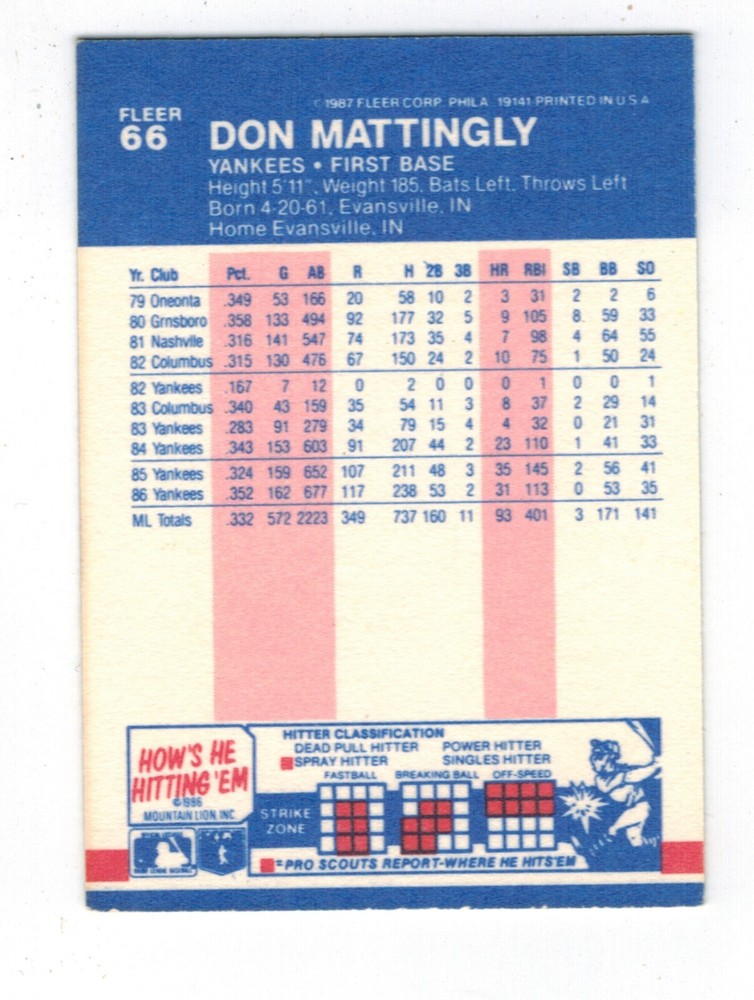 ©1987 FLEER CORP. PHILA. 19141 PRINTED IN U S A
FLEER
66
DON MATTINGLY
YANKEES • FIRST BASE
Height 5'11", Weight 185, Bats Left, Throws Left
Born 4-20-61, Evansville, IN
Home Evansville, IN
Yr. Club Pct. G AB R H 2B 3B HR RBI SB BB SO
79 Oneonta .349 53 166 20 58 10 2 3 31 2 2 6
80 Grnsboro .358 133 494 92 177 32 5 9 105 8 59 33
81 Nashvile .316 141 547 74 173 35 4 7 98 4 64 55
82 Columbus .315 130 476 67 150 24 2 10 75 1 50 24
82 Yankees .167 7 12 0 2 0 0 0 1 0 0 1
83 Columbus .340 43 159 35 54 11 3 8 37 2 29 14
83 Yankees .283 91 279 34 79 15 4 4 32 0 21 31
84 Yankees .343 153 603 91 207 44 2 23 110 1 41 33
85 Yankees .324 159 652 107 211 48 3 35 145 2 56 41
86 Yankees .352 162 677 117 238 53 2 31 113 0 53 35
ML Totals .332 572 2223 349 737 160 11 93 401 3 171 141
HOW'S HE
HITTING 'EM
©1986
MOUNTAIN LION, INC.
HITTER CLASSIFICATION
DEAD PULL HITTER POWER HITTER
SPRAY HITTER SINGLES HITTER
FASTBALL BREAKING BALL OFF-SPEED
STRIKE
ZONE
=PRO SCOUTS REPORT-WHERE HE HITS'EM